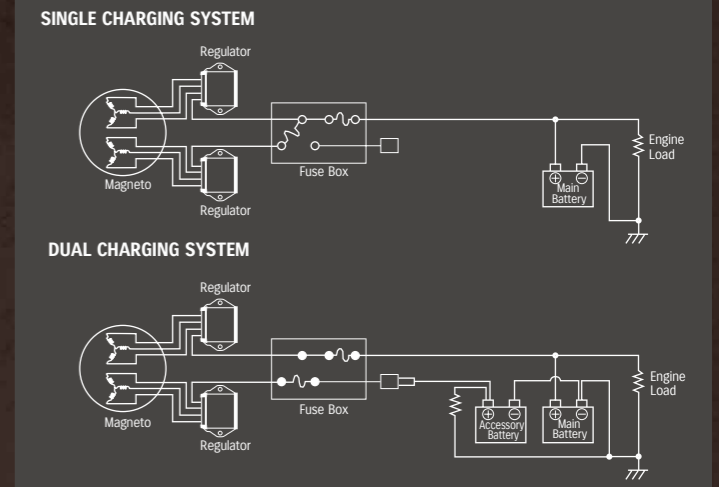 SINGLE CHARGING SYSTEM
Regulator
Engine
Load
Fuse Box
Magneto
+ −
Main
Battery
Regulator
DUAL CHARGING SYSTEM
Regulator
Engine
Load
Fuse Box
Magneto
+ −
Accessory
Battery
+ −
Main
Battery
Regulator